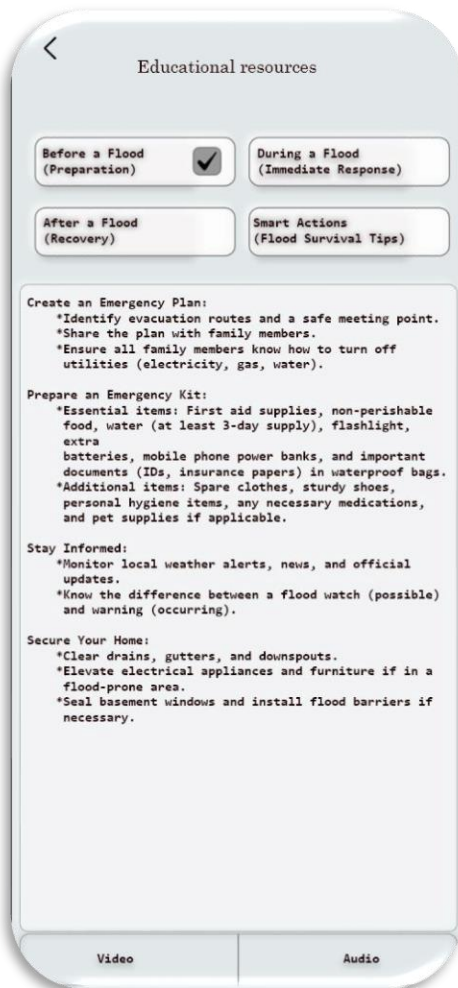 Educational resources
Before a Flood
(Preparation)
During a Flood
(Immediate Response)
After a Flood
(Recovery)
Smart Actions
(Flood Survival Tips)
Create an Emergency Plan:
*Identify evacuation routes and a safe meeting point.
*Share the plan with family members.
*Ensure all family members know how to turn off
utilities (electricity, gas, water).
Prepare an Emergency Kit:
*Essential items: First aid supplies, non-perishable
food, water (at least 3-day supply), flashlight,
extra
batteries, mobile phone power banks, and important
documents (IDs, insurance papers) in waterproof bags.
*Additional items: Spare clothes, sturdy shoes,
personal hygiene items, any necessary medications,
and pet supplies if applicable.
Stay Informed:
*Monitor local weather alerts, news, and official
updates.
*Know the difference between a flood watch (possible)
and warning (occurring).
Secure Your Home:
*Clear drains, gutters, and downspouts.
*Elevate electrical appliances and furniture if in a
flood-prone area.
*Seal basement windows and install flood barriers if
necessary.
Video
Audio